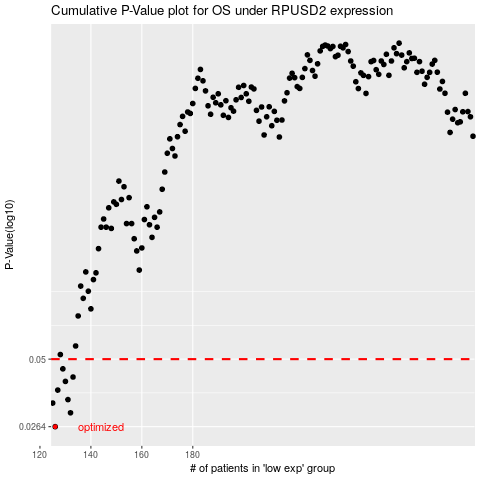 Cumulative P-Value plot for OS under RPUSD2 expression
P-Value(log10)
0.05
0.0264
optimized
120 140 160 180
# of patients in 'low exp' group